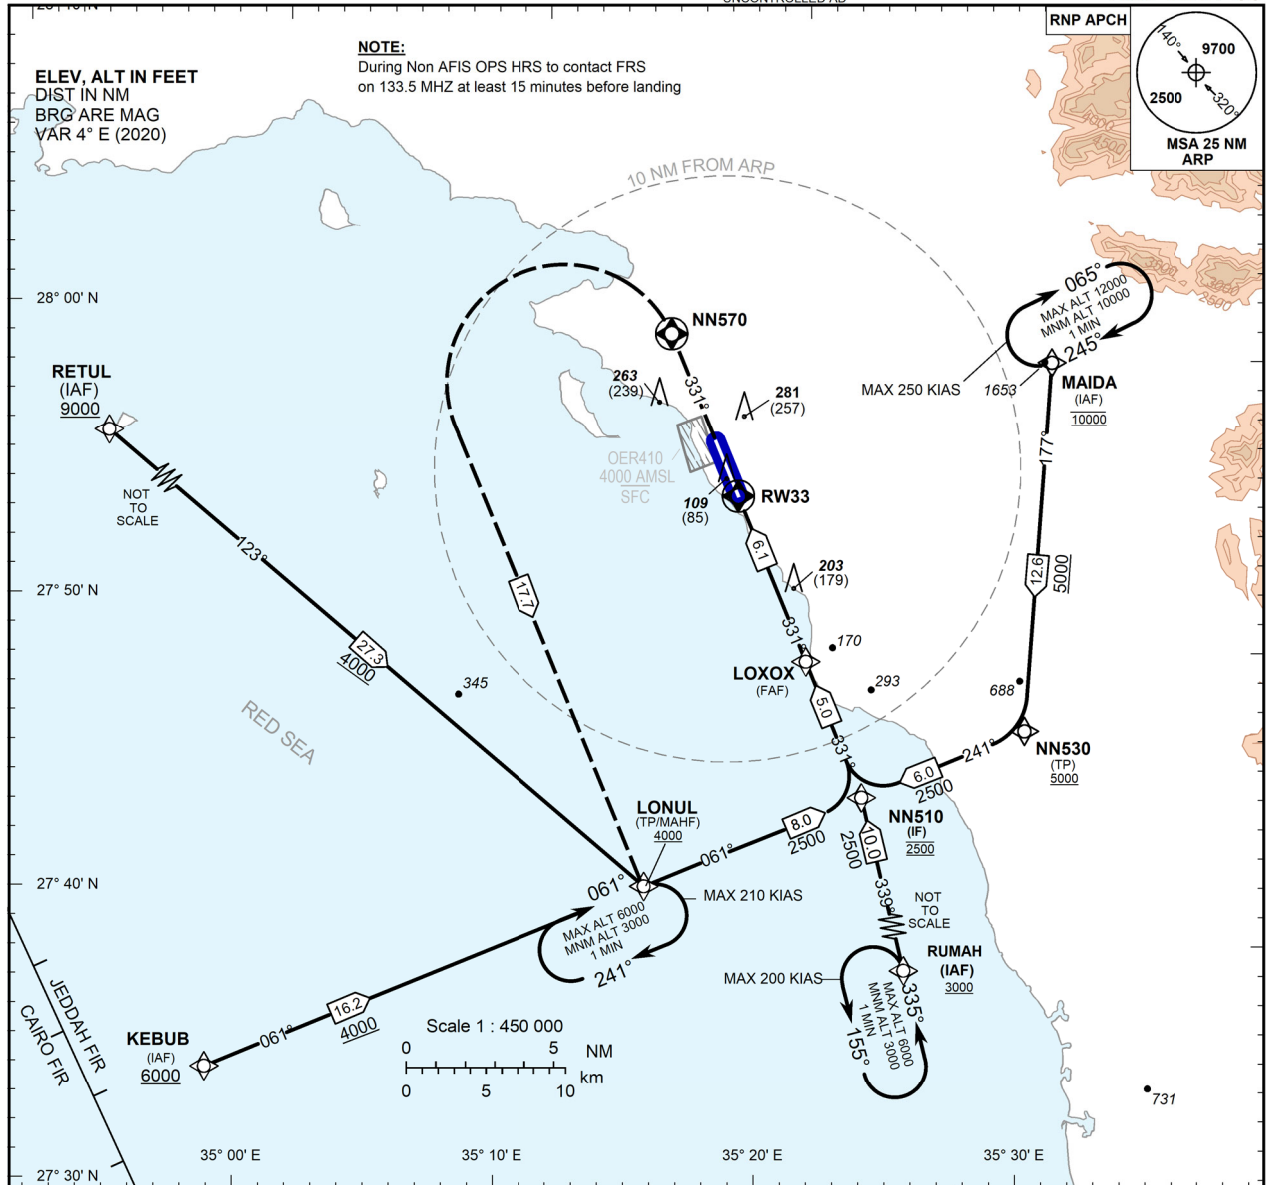 UNCONTROLLED AD
RNP APCH
140°
9700
2500
320°
MSA 25 NM
ARP
NOTE:
During Non AFIS OPS HRS to contact FRS
on 133.5 MHZ at least 15 minutes before landing
ELEV, ALT IN FEET
DIST IN NM
BRG ARE MAG
VAR 4° E (2020)
10 NM FROM ARP
28° 00' N
NN570
331°
263
(239)
281
(257)
OER410
4000 AMSL
SFC
109
(85)
RW33
6.1
203
(179)
331°
RETUL
(IAF)
9000
NOT
TO
SCALE
123°
27.3
4000
17.7
345
RED SEA
065°
MAX ALT 12000
MNM ALT 10000
1 MIN
245°
MAX 250 KIAS
1653
MAIDA
(IAF)
10000
177°
12.6
5000
3000
2500
27° 50' N
170
LOXOX
(FAF)
293
688
5.0
331°
241°
NN530
(TP)
5000
6.0
2500
LONUL
(TP/MAHF)
4000
8.0
2500
061°
NN510
(IF)
2500
10.0
2500
339°
NOT
TO
SCALE
27° 40' N
061°
MAX ALT 6000
MNM ALT 3000
1 MIN
241°
MAX 210 KIAS
RUMAH
(IAF)
3000
MAX 200 KIAS
335°
MAX ALT 6000
MNM ALT 3000
1 MIN
155°
16.2
4000
061°
KEBUB
(IAF)
6000
JEDDAH FIR
CAIRO FIR
Scale 1 : 450 000
0 5 NM
km
0 5 10
731
27° 30' N
35° 00' E
35° 10' E
35° 20' E
35° 30' E